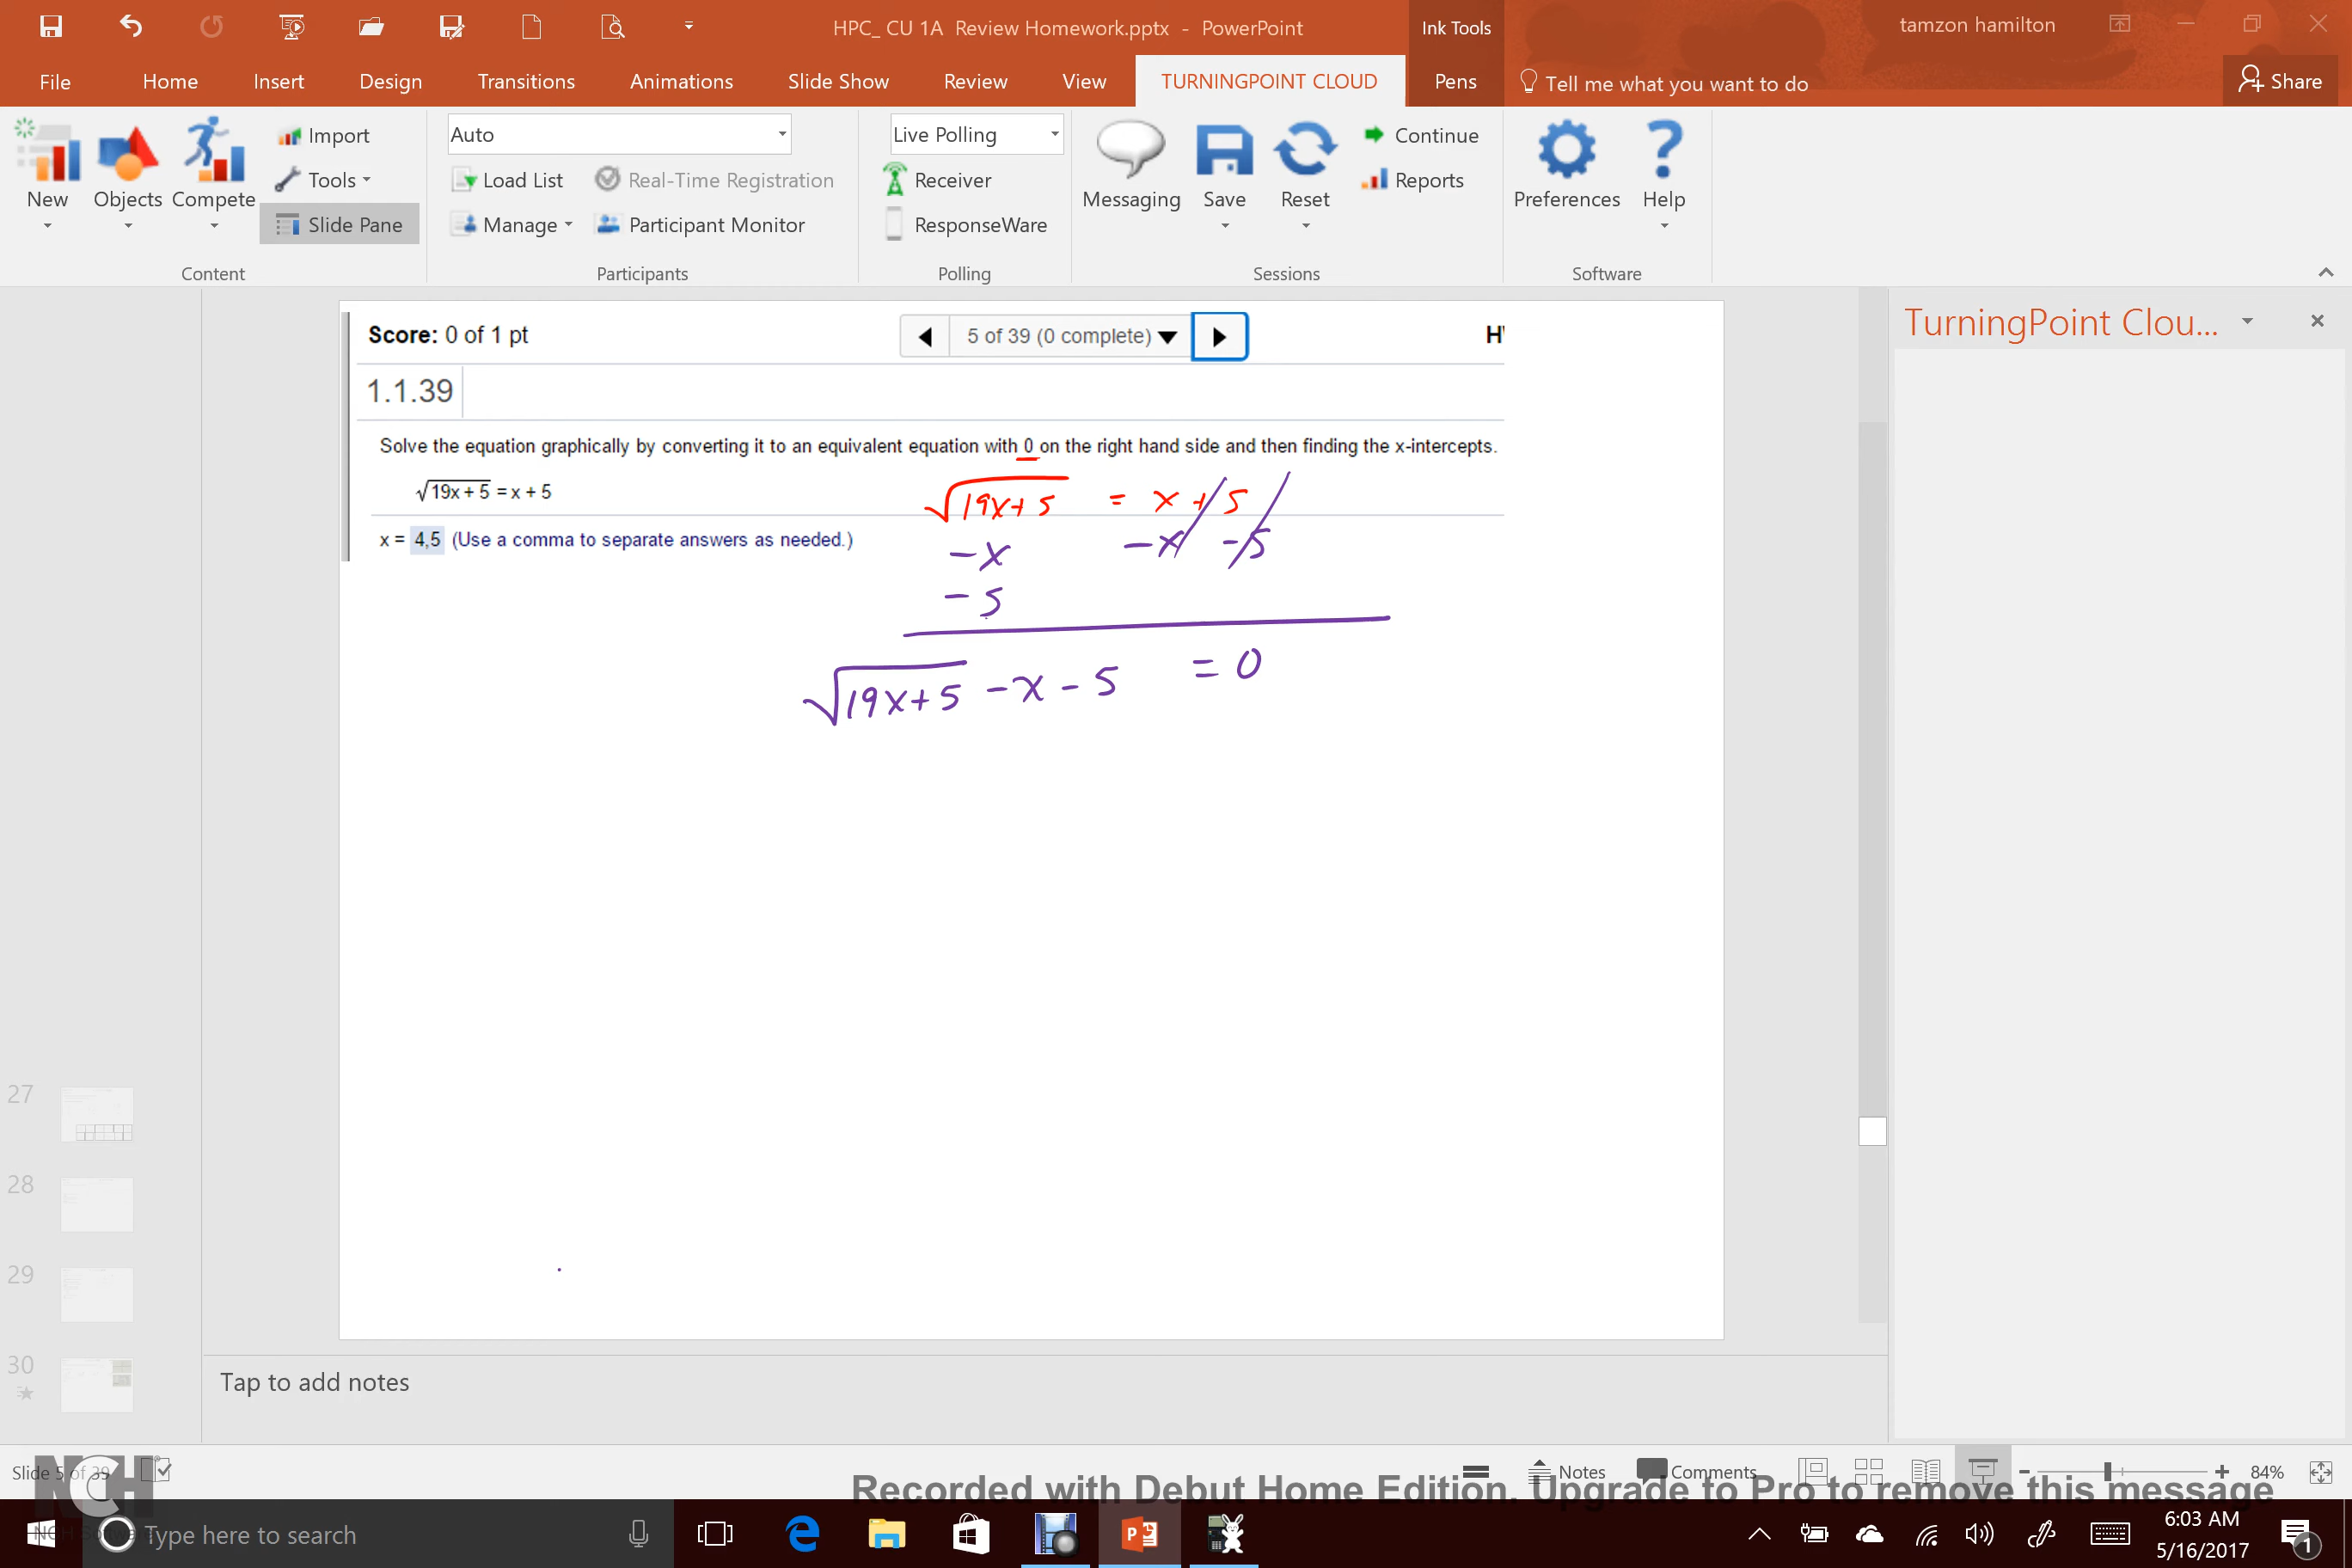 HPC_ CU 1A Review Homework.pptx - PowerPoint
Ink Tools
tamzon hamilton
File Home Insert Design Transitions Animations Slide Show Review View TURNINGPOINT CLOUD Pens Tell me what you want to do Share
New Objects Compete
Import
Tools
Slide Pane
Content
Auto
Load List Real-Time Registration
Manage Participant Monitor
Participants
Live Polling
Receiver
ResponseWare
Polling
Messaging Save Reset
Continue
Reports
Sessions
Preferences Help
Software
Score: 0 of 1 pt
5 of 39 (0 complete)
1.1.39
Solve the equation graphically by converting it to an equivalent equation with 0 on the right hand side and then finding the x-intercepts.
√19x + 5 = x + 5
x = 4,5 (Use a comma to separate answers as needed.)
√19x+5 = x + 5
-x -x -5
-5
√19x+5 -x-5 =0
TurningPoint Clou...
27
28
29
30
Tap to add notes
Slide 5 of 39
Notes Comments 84%
NCH
Recorded with Debut Home Edition. Upgrade to Pro to remove this message
Type here to search
6:03 AM
5/16/2017
1